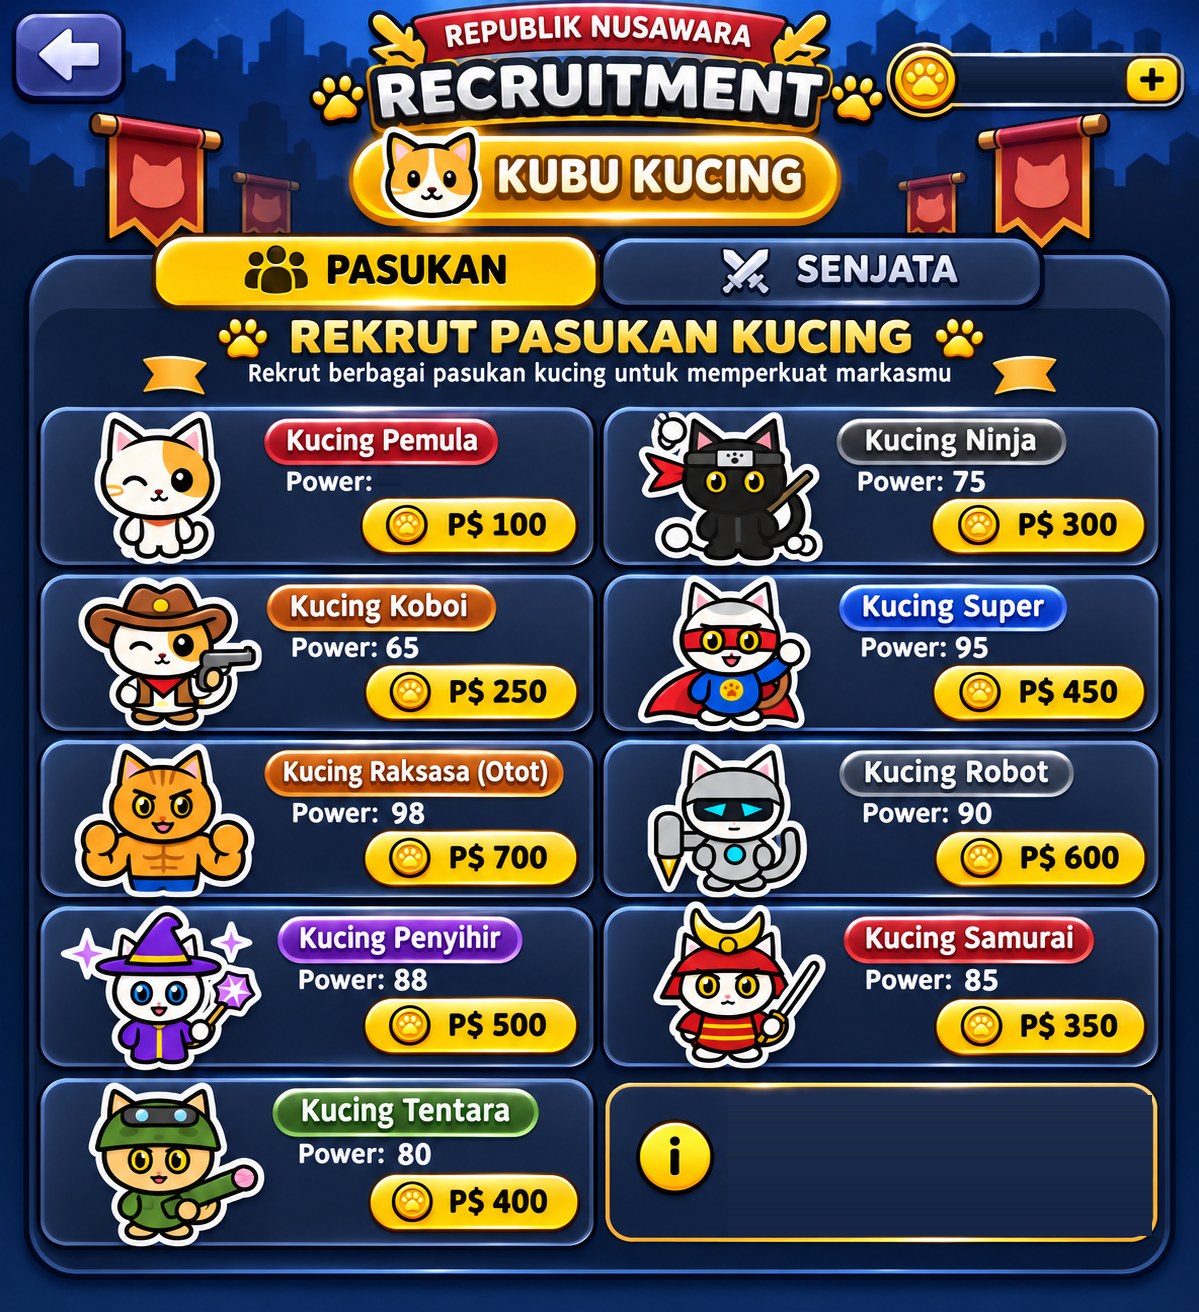 REPUBLIK NUSAWARA
RECRUITMENT
KUBU KUCING
PASUKAN
SENJATA
REKRUT PASUKAN KUCING
Rekrut berbagai pasukan kucing untuk memperkuat markasmu
Kucing Pemula
Power:
P$ 100
Kucing Ninja
Power: 75
P$ 300
Kucing Koboi
Power: 65
P$ 250
Kucing Super
Power: 95
P$ 450
Kucing Raksasa (Otot)
Power: 98
P$ 700
Kucing Robot
Power: 90
P$ 600
Kucing Penyihir
Power: 88
P$ 500
Kucing Samurai
Power: 85
P$ 350
Kucing Tentara
Power: 80
P$ 400
i